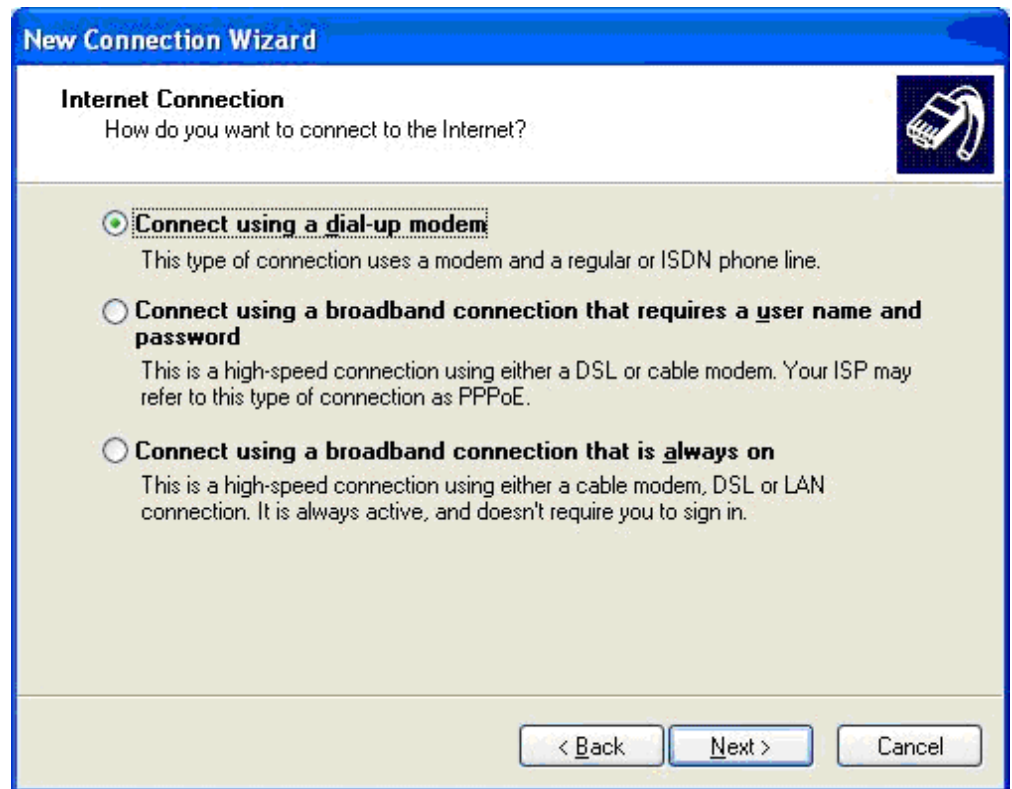 New Connection Wizard
Internet Connection
How do you want to connect to the Internet?
Connect using a dial-up modem
This type of connection uses a modem and a regular or ISDN phone line.
Connect using a broadband connection that requires a user name and
password
This is a high-speed connection using either a DSL or cable modem. Your ISP may
refer to this type of connection as PPPoE.
Connect using a broadband connection that is always on
This is a high-speed connection using either a cable modem, DSL or LAN
connection. It is always active, and doesn't require you to sign in.
< Back Next > Cancel